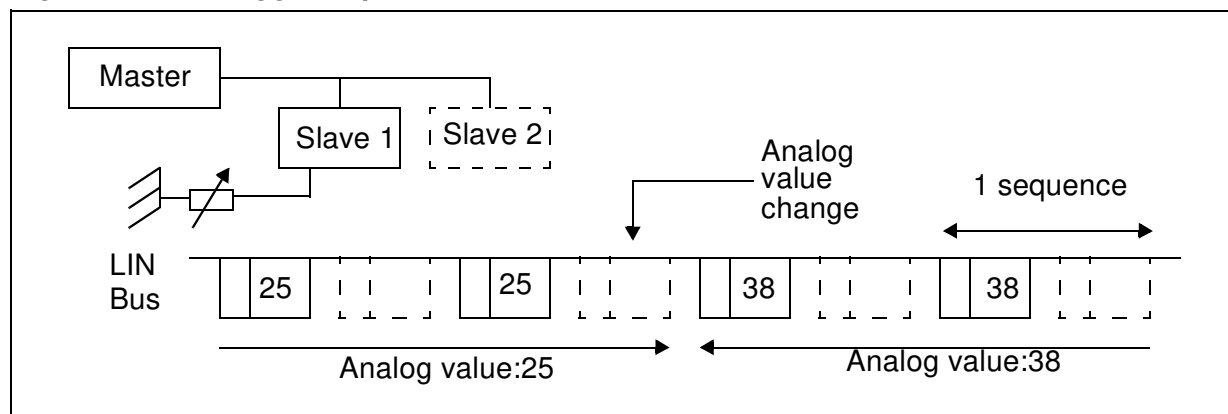 Master
Slave 1
Slave 2
Analog
value
change
1 sequence
LIN
Bus
25
25
38
38
Analog value:25
Analog value:38